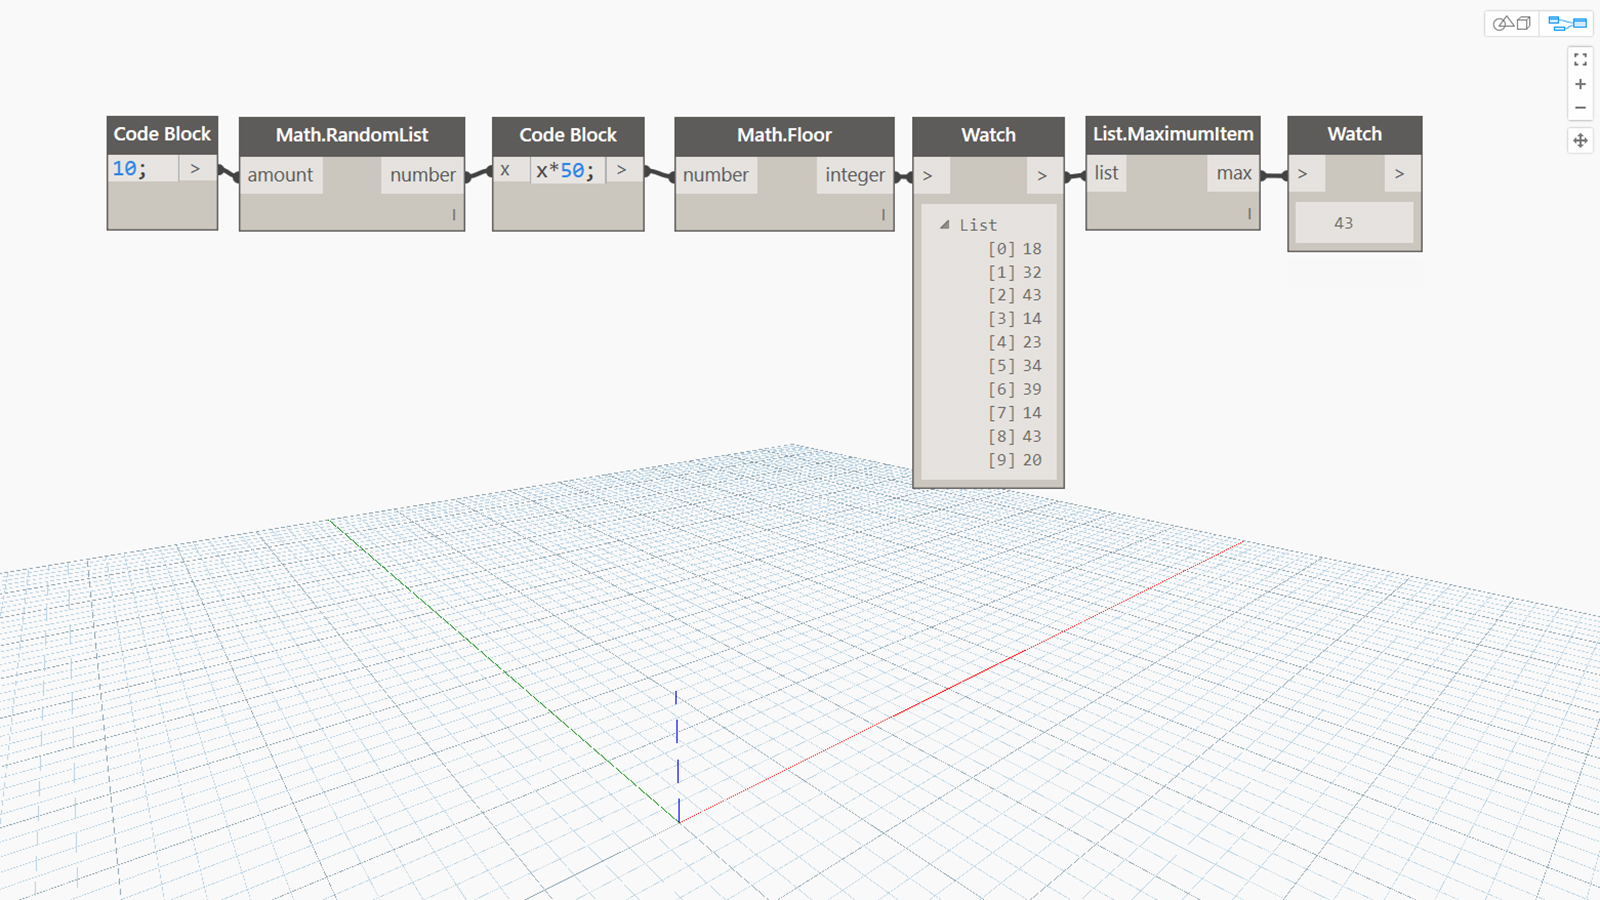 Code Block
10; >
Math.RandomList
amount number
l
Code Block
x x*50; >
Math.Floor
number integer
l
Watch
> >
List
[0] 18
[1] 32
[2] 43
[3] 14
[4] 23
[5] 34
[6] 39
[7] 14
[8] 43
[9] 20
List.MaximumItem
list max
l
Watch
> >
43